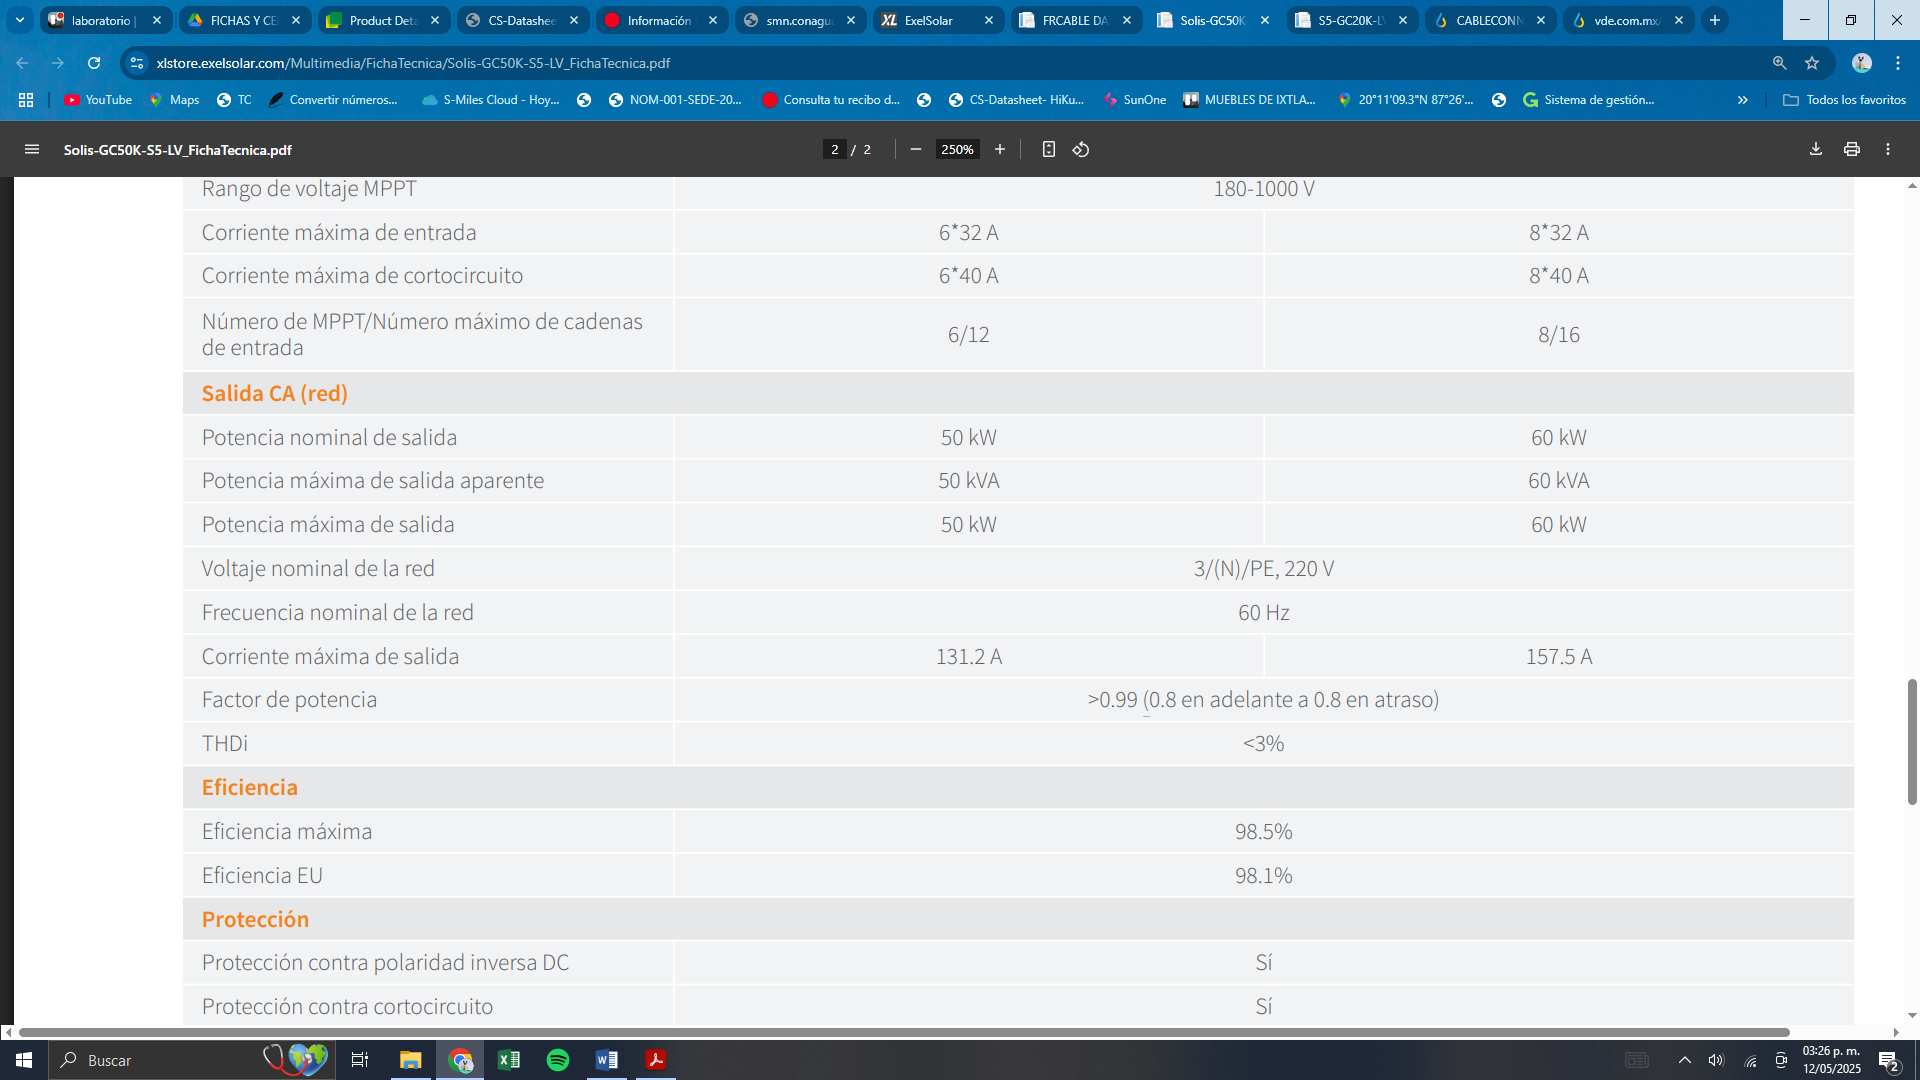 laboratorio |
FICHAS Y CE
Product Deta
CS-Datashee
Información
smn.conagua
XL ExelSolar
FRCABLE DA
Solis-GC50K
S5-GC20K-LV
CABLECONN
vde.com.mx/
xlstore.exelsolar.com/Multimedia/FichaTecnica/Solis-GC50K-S5-LV_FichaTecnica.pdf
YouTube
Maps
TC
Convertir números...
S-Miles Cloud - Hoy...
NOM-001-SEDE-20...
Consulta tu recibo d...
CS-Datasheet- HiKu...
SunOne
MUEBLES DE IXTLA...
20°11'09.3"N 87°26'...
Sistema de gestión...
Todos los favoritos
Solis-GC50K-S5-LV_FichaTecnica.pdf
2 / 2
250%
Rango de voltaje MPPT 180-1000 V
Corriente máxima de entrada 6*32 A 8*32 A
Corriente máxima de cortocircuito 6*40 A 8*40 A
Número de MPPT/Número máximo de cadenas
de entrada 6/12 8/16
Salida CA (red)
Potencia nominal de salida 50 kW 60 kW
Potencia máxima de salida aparente 50 kVA 60 kVA
Potencia máxima de salida 50 kW 60 kW
Voltaje nominal de la red 3/(N)/PE, 220 V
Frecuencia nominal de la red 60 Hz
Corriente máxima de salida 131.2 A 157.5 A
Factor de potencia >0.99 (0.8 en adelante a 0.8 en atraso)
THDi <3%
Eficiencia
Eficiencia máxima 98.5%
Eficiencia EU 98.1%
Protección
Protección contra polaridad inversa DC Sí
Protección contra cortocircuito Sí
Buscar
03:26 p. m.
12/05/2025
2